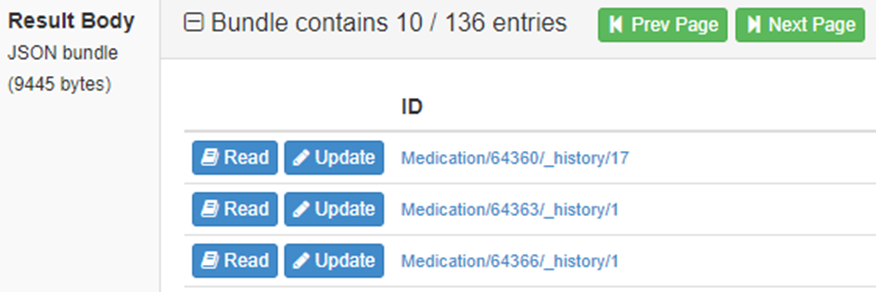 Result Body
JSON bundle
(9445 bytes)
Bundle contains 10 / 136 entries
Prev Page
Next Page
ID
Read Update Medication/64360/_history/17
Read Update Medication/64363/_history/1
Read Update Medication/64366/_history/1